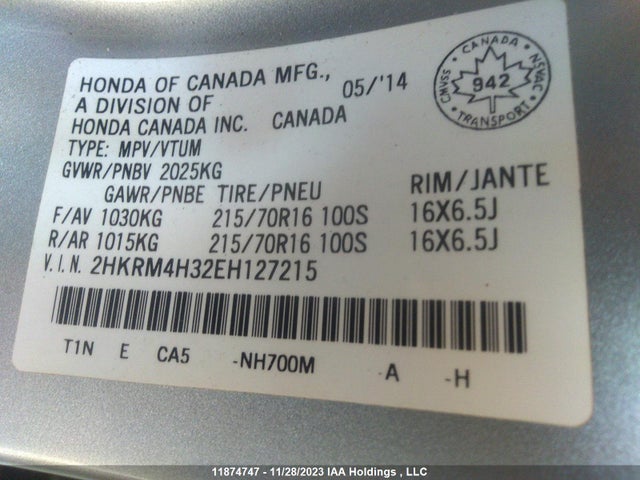 HONDA OF CANADA MFG., 05/'14
A DIVISION OF
HONDA CANADA INC. CANADA
TYPE: MPV/VTUM
GVWR/PNBV 2025KG
GAWR/PNBE TIRE/PNEU RIM/JANTE
F/AV 1030KG 215/70R16 100S 16X6.5J
R/AR 1015KG 215/70R16 100S 16X6.5J
V.I.N. 2HKRM4H32EH127215
T1N E CA5 -NH700M -A -H
CANADA
CMVSS
942
NSVAC
TRANSPORT
11874747 - 11/28/2023 IAA Holdings , LLC